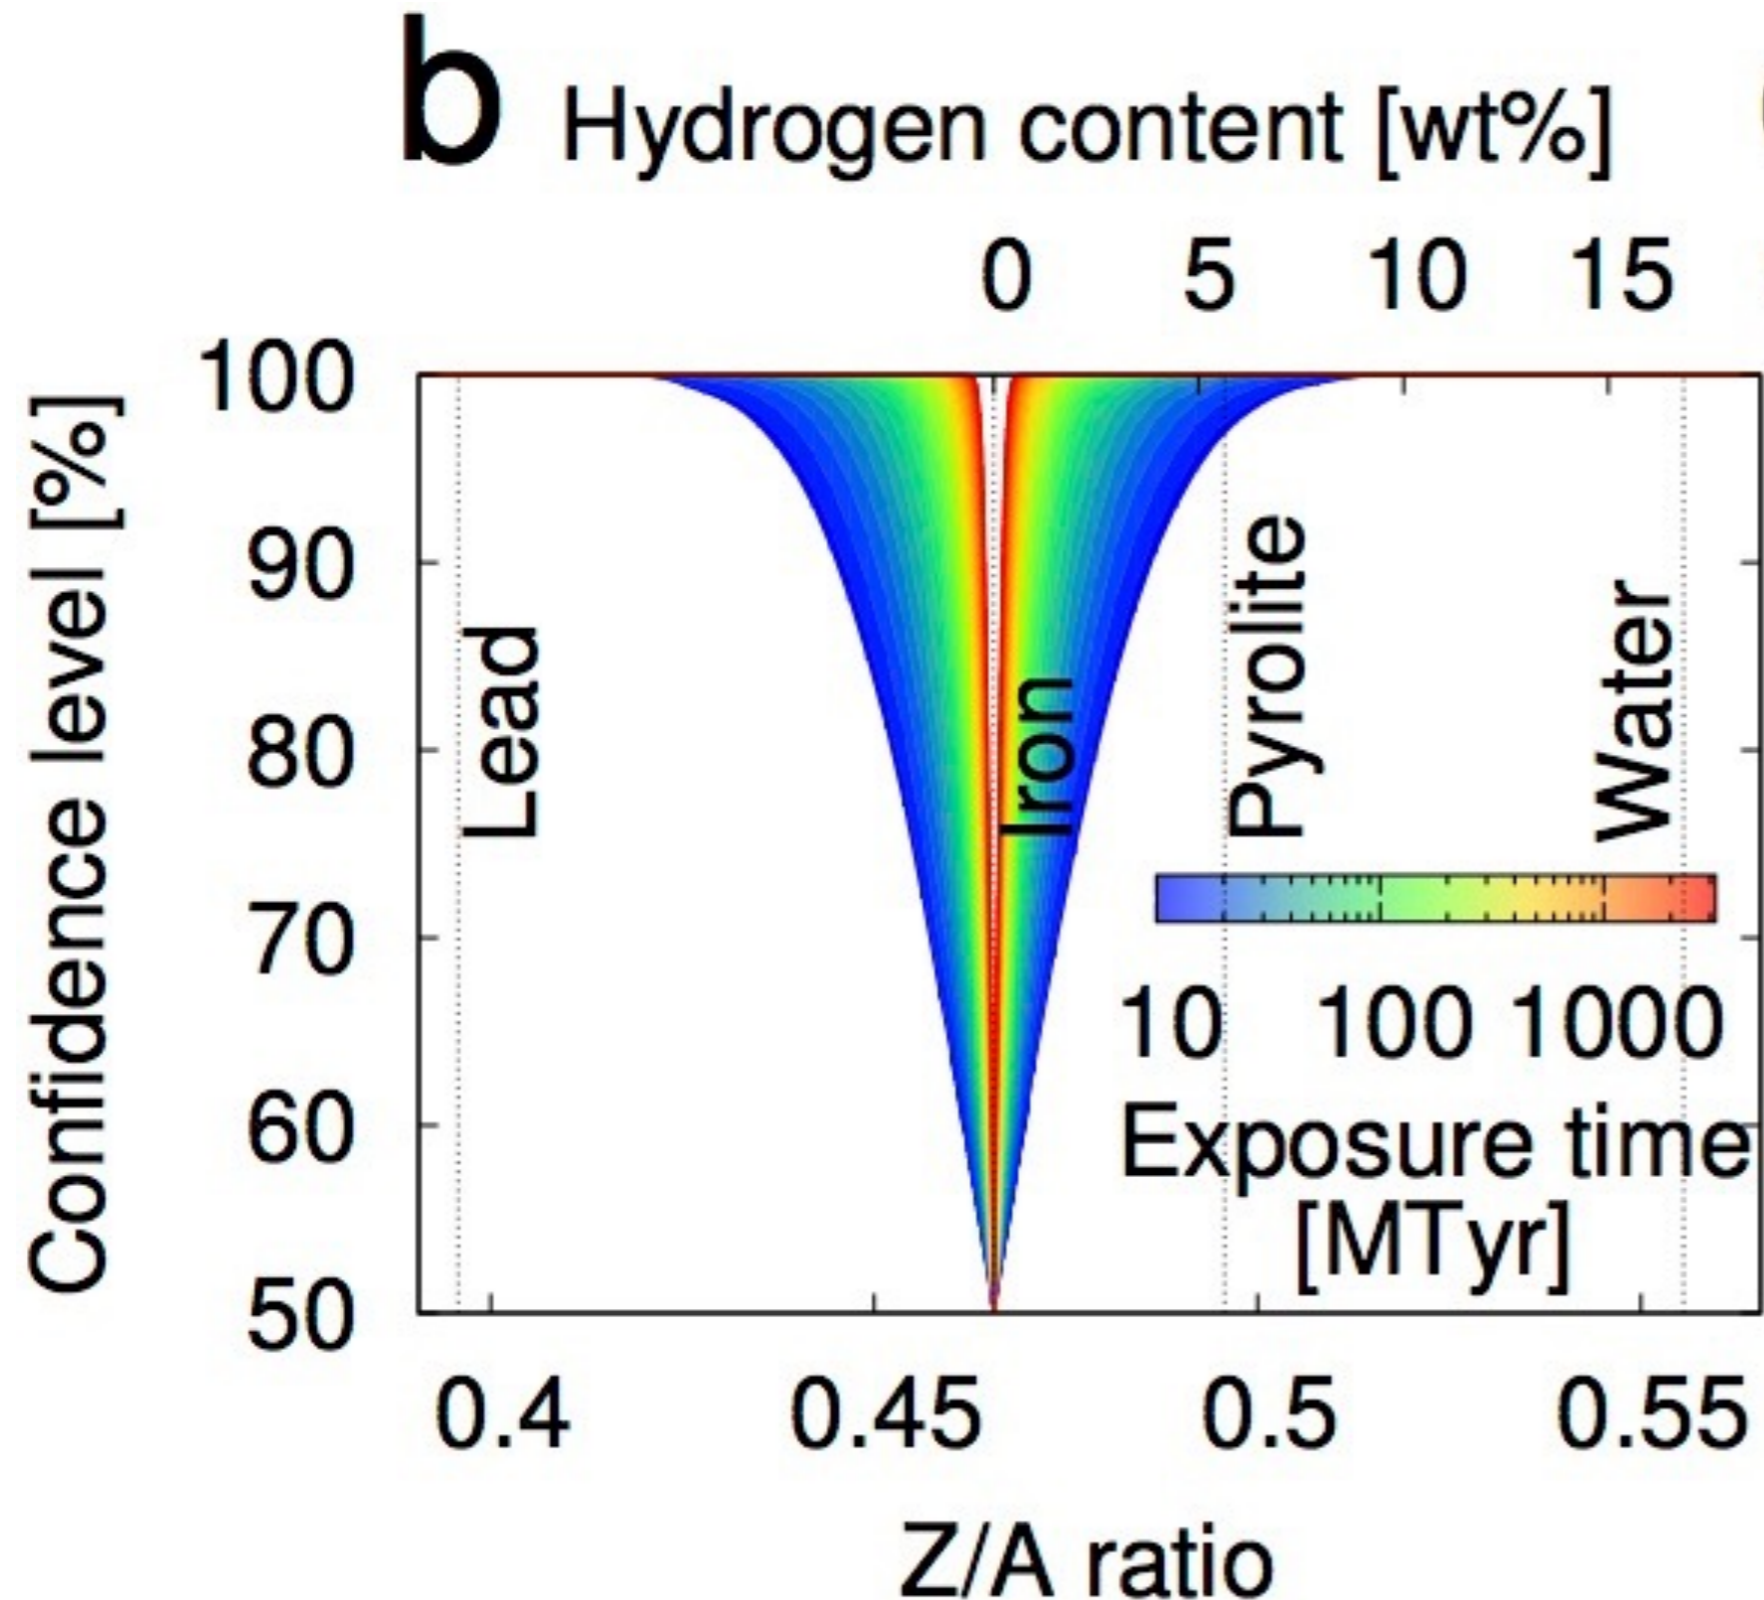 b Hydrogen content [wt%]
0 5 10 15
100
90
80
70
60
50
Confidence level [%]
Lead
Iron
Pyrolite
Water
10 100 1000
Exposure time
[MTyr]
0.4 0.45 0.5 0.55
Z/A ratio